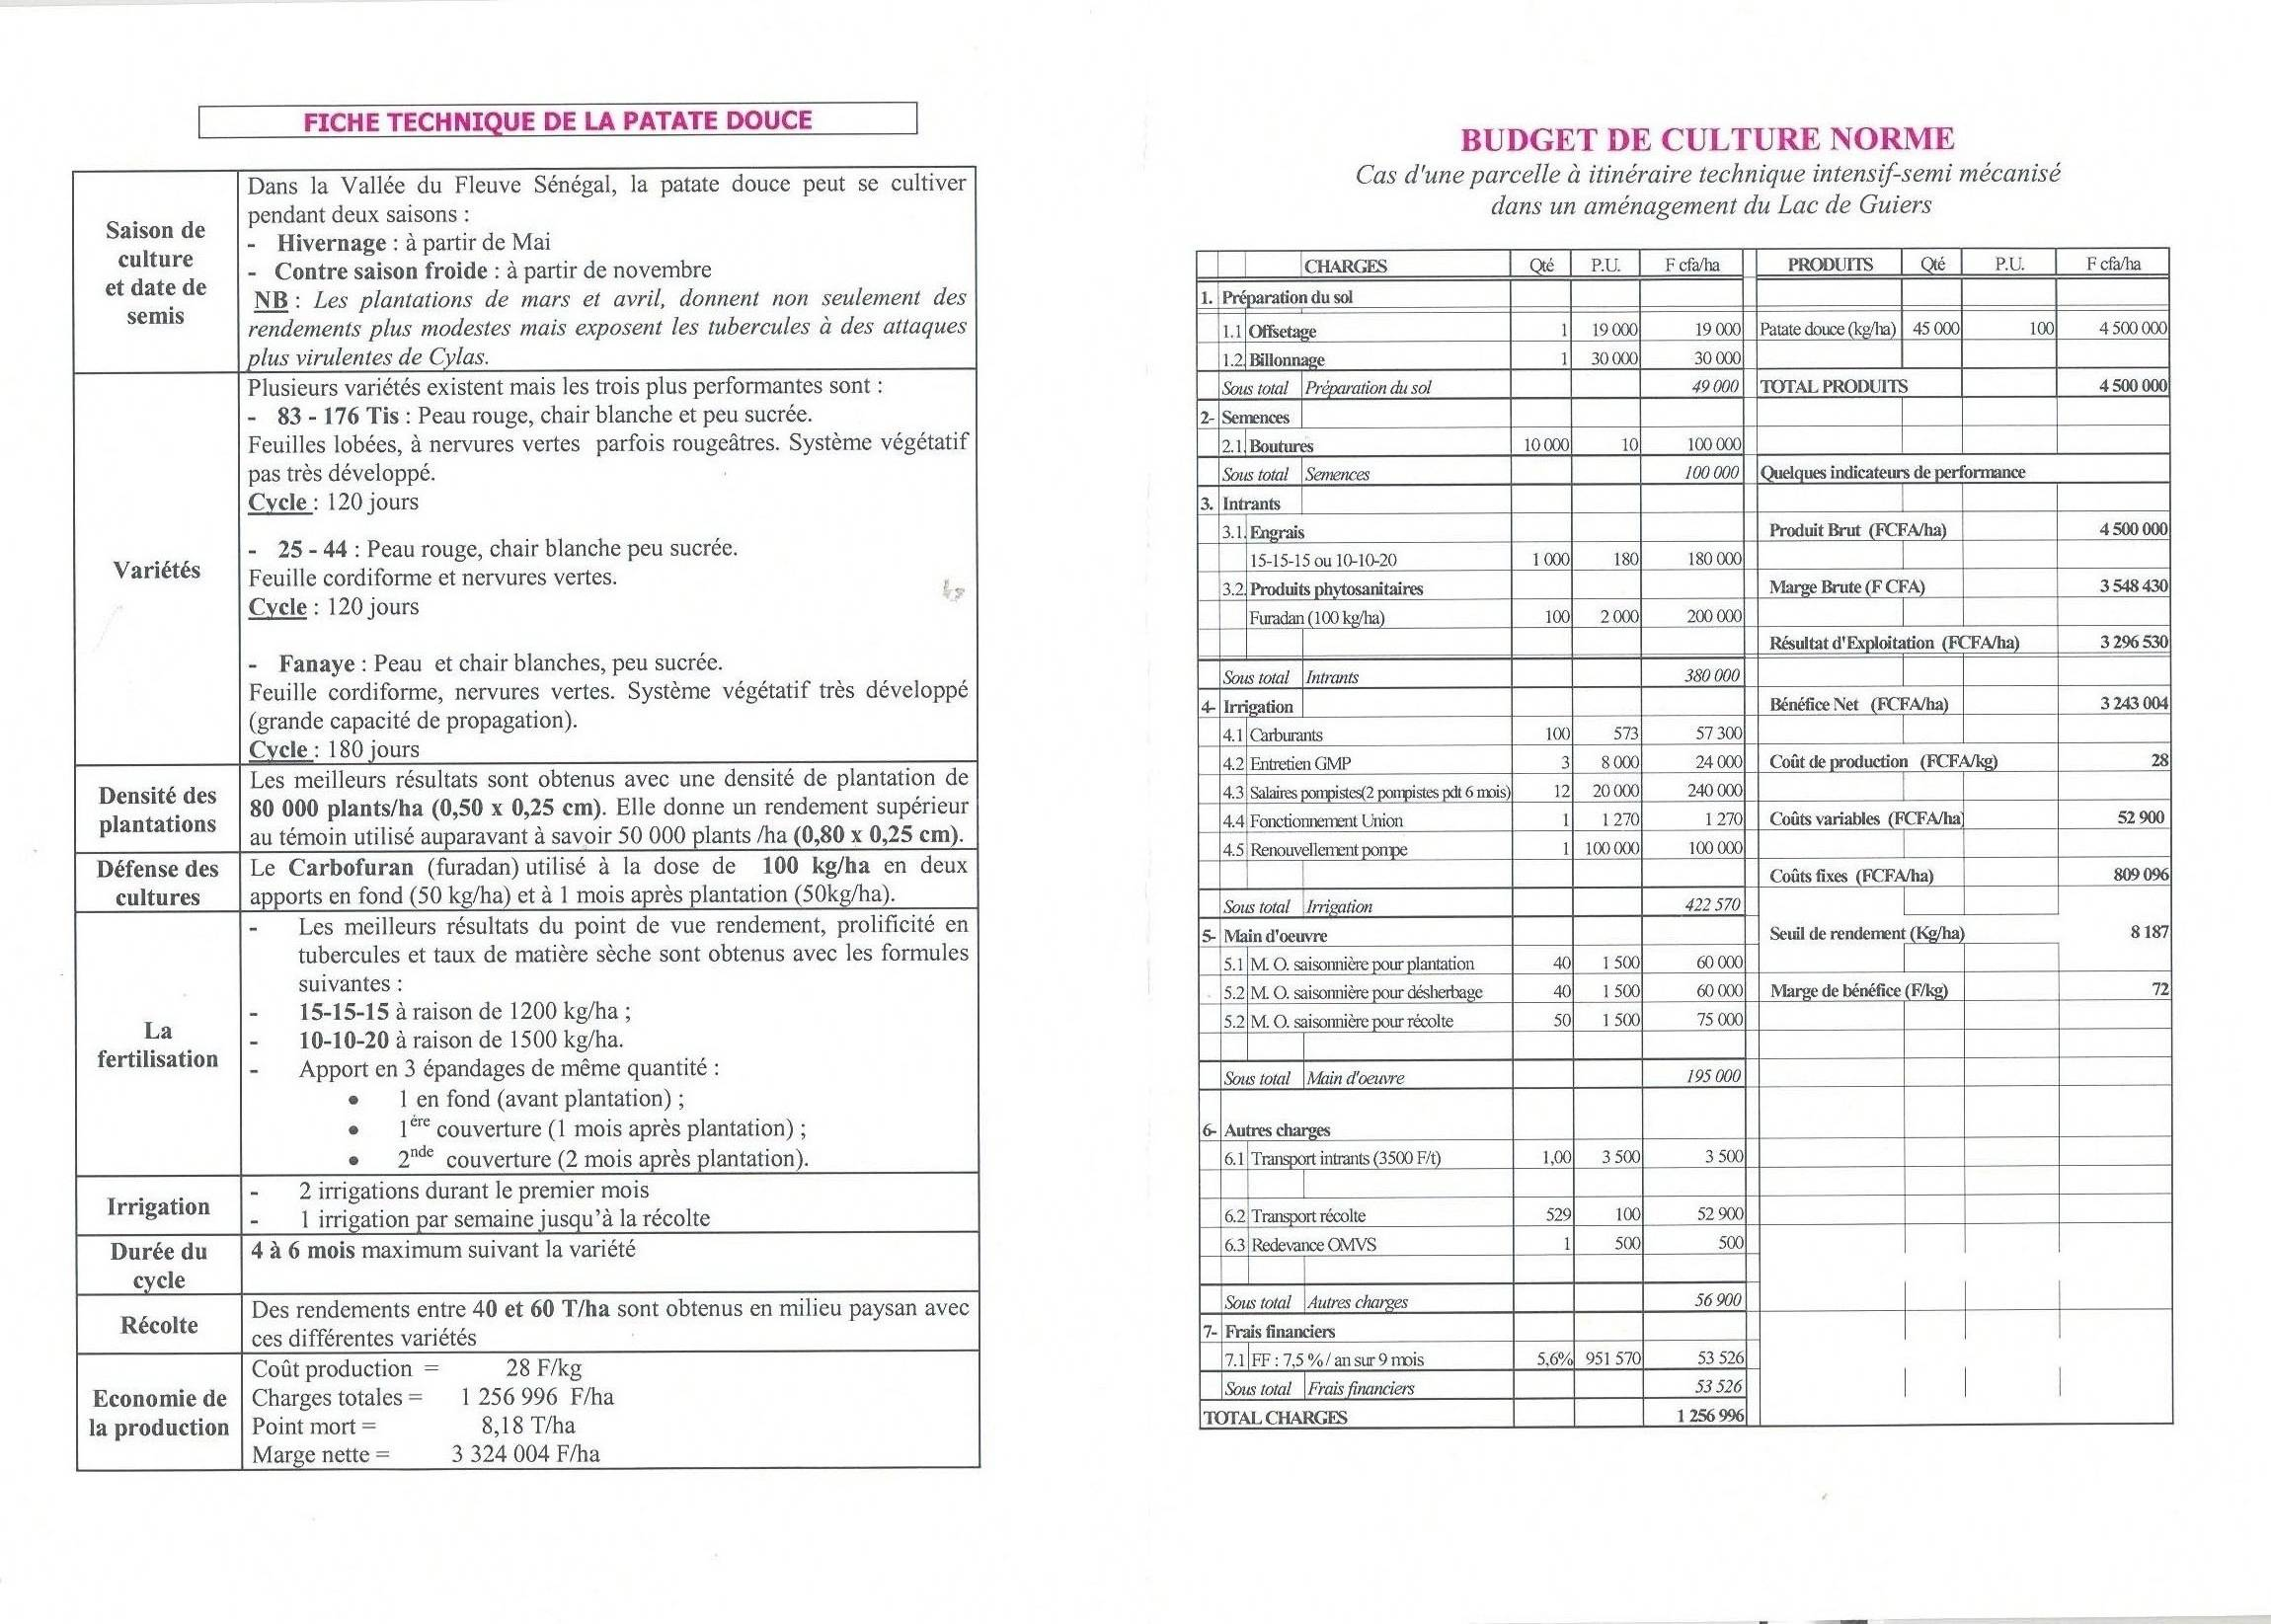 FICHE TECHNIQUE DE LA PATATE DOUCE
Saison de
culture
et date de
semis
Dans la Vallée du Fleuve Sénégal, la patate douce peut se cultiver
pendant deux saisons :
- Hivernage : à partir de Mai
- Contre saison froide : à partir de novembre
NB : Les plantations de mars et avril, donnent non seulement des
rendements plus modestes mais exposent les tubercules à des attaques
plus virulentes de Cylas.
Variétés
Plusieurs variétés existent mais les trois plus performantes sont :
- 83 - 176 Tis : Peau rouge, chair blanche et peu sucrée.
Feuilles lobées, à nervures vertes parfois rougeâtres. Système végétatif
pas très développé.
Cycle : 120 jours
- 25 - 44 : Peau rouge, chair blanche peu sucrée.
Feuille cordiforme et nervures vertes.
Cycle : 120 jours
- Fanaye : Peau et chair blanches, peu sucrée.
Feuille cordiforme, nervures vertes. Système végétatif très développé
(grande capacité de propagation).
Cycle : 180 jours
Densité des
plantations
Les meilleurs résultats sont obtenus avec une densité de plantation de
80 000 plants/ha (0,50 x 0,25 cm). Elle donne un rendement supérieur
au témoin utilisé auparavant à savoir 50 000 plants /ha (0,80 x 0,25 cm).
Défense des
cultures
Le Carbofuran (furadan) utilisé à la dose de 100 kg/ha en deux
apports en fond (50 kg/ha) et à 1 mois après plantation (50kg/ha).
La
fertilisation
- Les meilleurs résultats du point de vue rendement, prolificité en
tubercules et taux de matière sèche sont obtenus avec les formules
suivantes :
- 15-15-15 à raison de 1200 kg/ha ;
- 10-10-20 à raison de 1500 kg/ha.
- Apport en 3 épandages de même quantité :
• 1 en fond (avant plantation) ;
• 1ère couverture (1 mois après plantation) ;
• 2nde couverture (2 mois après plantation).
Irrigation
- 2 irrigations durant le premier mois
- 1 irrigation par semaine jusqu’à la récolte
Durée du
cycle
4 à 6 mois maximum suivant la variété
Récolte
Des rendements entre 40 et 60 T/ha sont obtenus en milieu paysan avec
ces différentes variétés
Economie de
la production
Coût production = 28 F/kg
Charges totales = 1 256 996 F/ha
Point mort = 8,18 T/ha
Marge nette = 3 324 004 F/ha
BUDGET DE CULTURE NORME
Cas d'une parcelle à itinéraire technique intensif-semi mécanisé
dans un aménagement du Lac de Guiers
CHARGES Qté P.U. F cfa/ha PRODUITS Qté P.U. F cfa/ha
1. Préparation du sol
1.1 Offsetage 1 19 000 19 000 Patate douce (kg/ha) 45 000 100 4 500 000
1.2 Billonnage 1 30 000 30 000
Sous total Préparation du sol 49 000 TOTAL PRODUITS 4 500 000
2- Semences
2.1. Boutures 10 000 10 100 000
Sous total Semences 100 000 Quelques indicateurs de performance
3. Intrants
3.1. Engrais Produit Brut (FCFA/ha) 4 500 000
15-15-15 ou 10-10-20 1 000 180 180 000
3.2 Produits phytosanitaires Marge Brute (F CFA) 3 548 430
Furadan (100 kg/ha) 100 2 000 200 000
Résultat d'Exploitation (FCFA/ha) 3 296 530
Sous total Intrants 380 000
4- Irrigation Bénéfice Net (FCFA/ha) 3 243 004
4.1 Carburants 100 573 57 300
4.2 Entretien GMP 3 8 000 24 000 Coût de production (FCFA/kg) 28
4.3 Salaires pompistes(2 pompistes pdt 6 mois) 12 20 000 240 000
4.4 Fonctionnement Union 1 1 270 1 270 Coûts variables (FCFA/ha) 52 900
4.5 Renouvellement pompe 1 100 000 100 000
Coûts fixes (FCFA/ha) 809 096
Sous total Irrigation 422 570
5- Main d'oeuvre Seuil de rendement (Kg/ha) 8 187
5.1 M. O. saisonnière pour plantation 40 1 500 60 000
5.2 M. O. saisonnière pour désherbage 40 1 500 60 000 Marge de bénéfice (F/kg) 72
5.2 M. O. saisonnière pour récolte 50 1 500 75 000
Sous total Main d'oeuvre 195 000
6- Autres charges
6.1 Transport intrants (3500 F/t) 1,00 3 500 3 500
6.2 Transport récolte 529 100 52 900
6.3 Redevance OMVS 1 500 500
Sous total Autres charges 56 900
7- Frais financiers
7.1 FF : 7,5 % / an sur 9 mois 5,6% 951 570 53 526
Sous total Frais financiers 53 526
TOTAL CHARGES 1 256 996